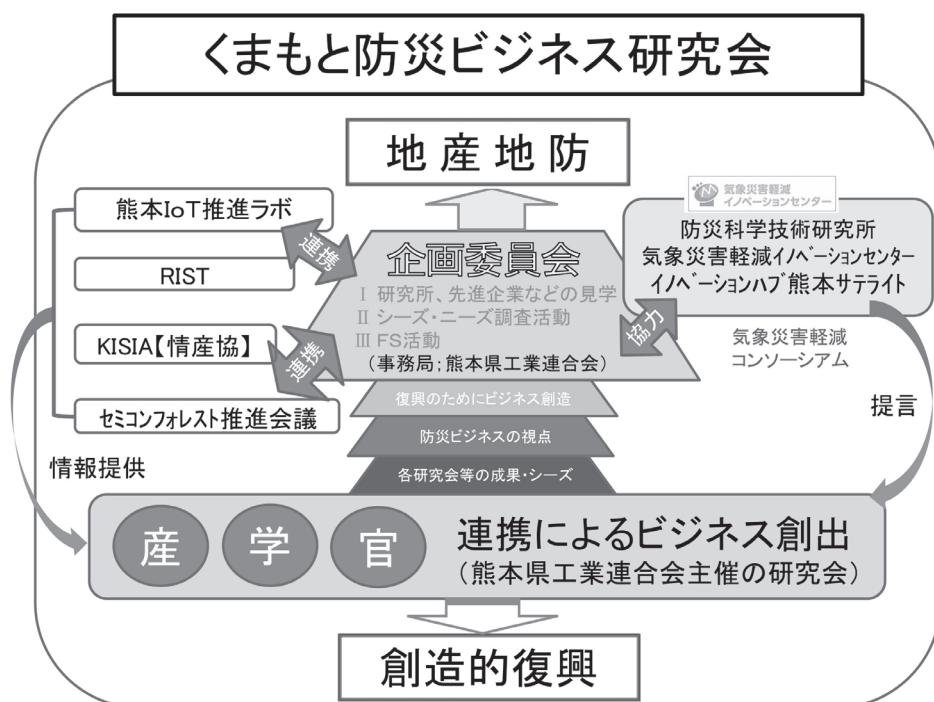 くまもと防災ビジネス研究会
地産地防
熊本IoT推進ラボ
RIST
KISIA【情産協】
セミコンフォレスト推進会議
連携
連携
企画委員会
Ⅰ 研究所、先進企業などの見学
Ⅱ シーズ・ニーズ調査活動
Ⅲ FS活動
(事務局;熊本県工業連合会)
協力
気象災害軽減
イノベーションセンター
防災科学技術研究所
気象災害軽減イノベーションセンター
イノベーションハブ熊本サテライト
気象災害軽減
コンソーシアム
復興のためにビジネス創造
防災ビジネスの視点
各研究会等の成果・シーズ
情報提供
提言
産 学 官
連携によるビジネス創出
(熊本県工業連合会主催の研究会)
創造的復興